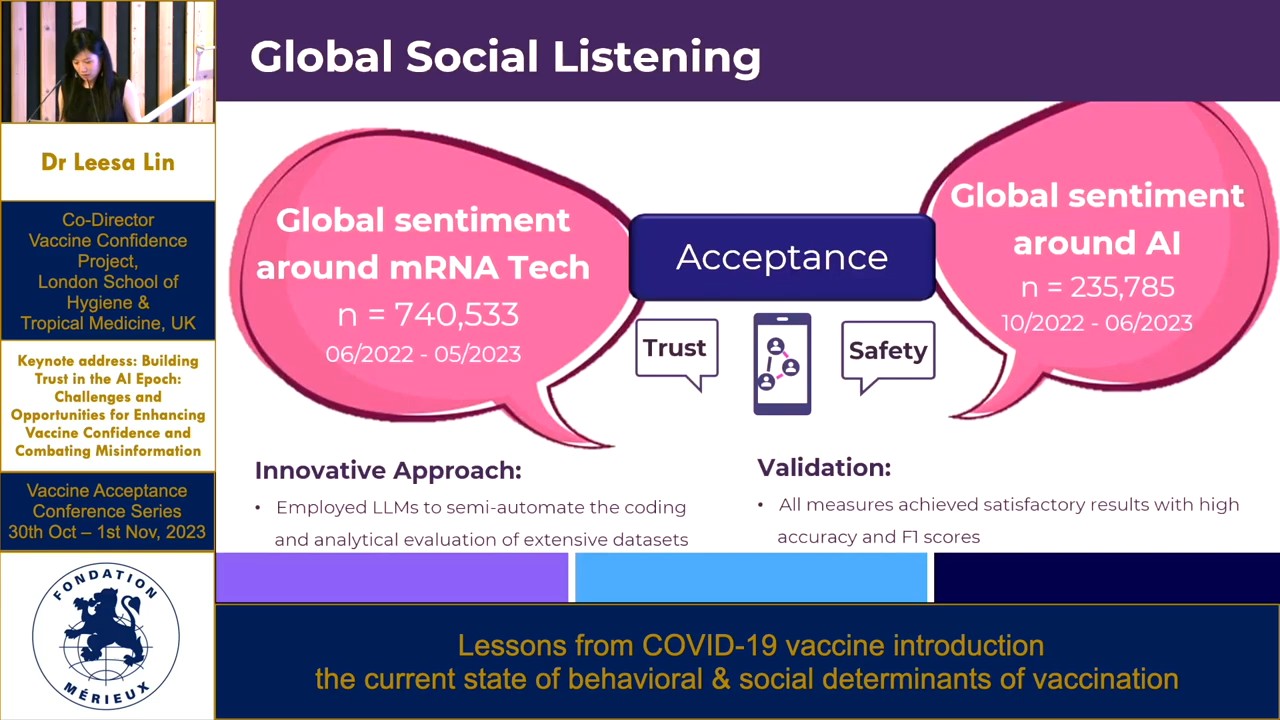 Global Social Listening
Dr Leesa Lin
Co-Director
Vaccine Confidence
Project,
London School of
Hygiene &
Tropical Medicine, UK
Keynote address: Building
Trust in the AI Epoch:
Challenges and
Opportunities for Enhancing
Vaccine Confidence and
Combating Misinformation
Vaccine Acceptance
Conference Series
30th Oct – 1st Nov, 2023
FONDATION
MÉRIEUX
Global sentiment
around mRNA Tech
n = 740,533
06/2022 - 05/2023
Acceptance
Trust
Safety
Global sentiment
around AI
n = 235,785
10/2022 - 06/2023
Innovative Approach:
• Employed LLMs to semi-automate the coding
and analytical evaluation of extensive datasets
Validation:
• All measures achieved satisfactory results with high
accuracy and F1 scores
Lessons from COVID-19 vaccine introduction
the current state of behavioral & social determinants of vaccination